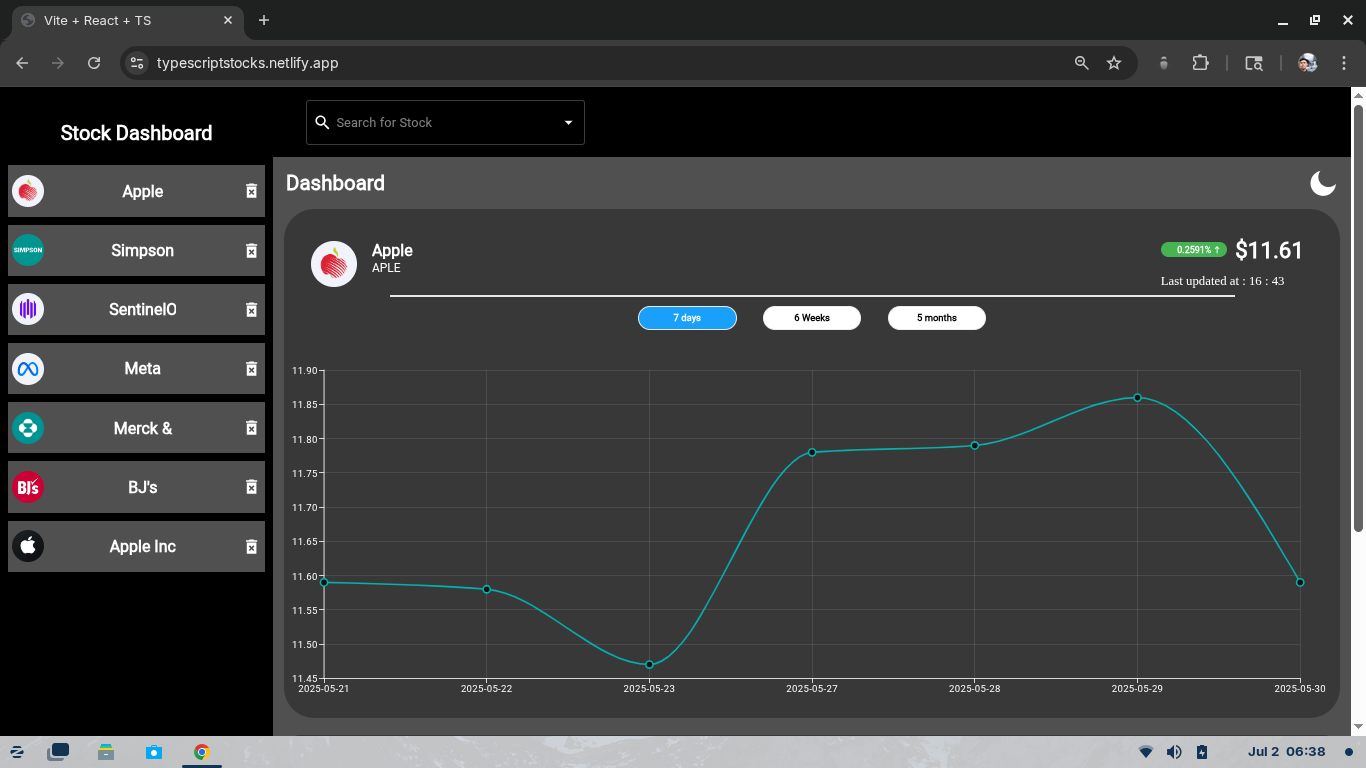 Vite + React + TS
typescriptstocks.netlify.app
Stock Dashboard
Search for Stock
Dashboard
Apple
SIMPSON
Simpson
SentinelO
Meta
Merck &
BJ's
BJ's
Apple Inc
Apple
APLE
0.2591% ↑
$11.61
Last updated at : 16 : 43
7 days
6 Weeks
5 months
11.90
11.85
11.80
11.75
11.70
11.65
11.60
11.55
11.50
11.45
2025-05-21
2025-05-22
2025-05-23
2025-05-27
2025-05-28
2025-05-29
2025-05-30
Jul 2 06:38